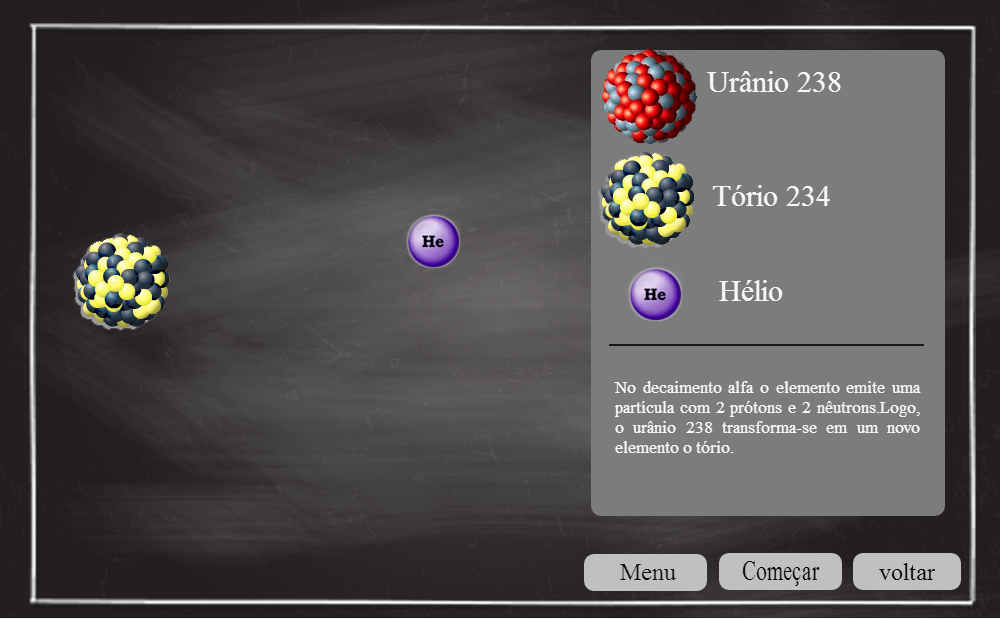 Urânio 238
Tório 234
He
He
Hélio
No decaimento alfa o elemento emite uma
partícula com 2 prótons e 2 nêutrons.Logo,
o urânio 238 transforma-se em um novo
elemento o tório.
Menu
Começar
voltar